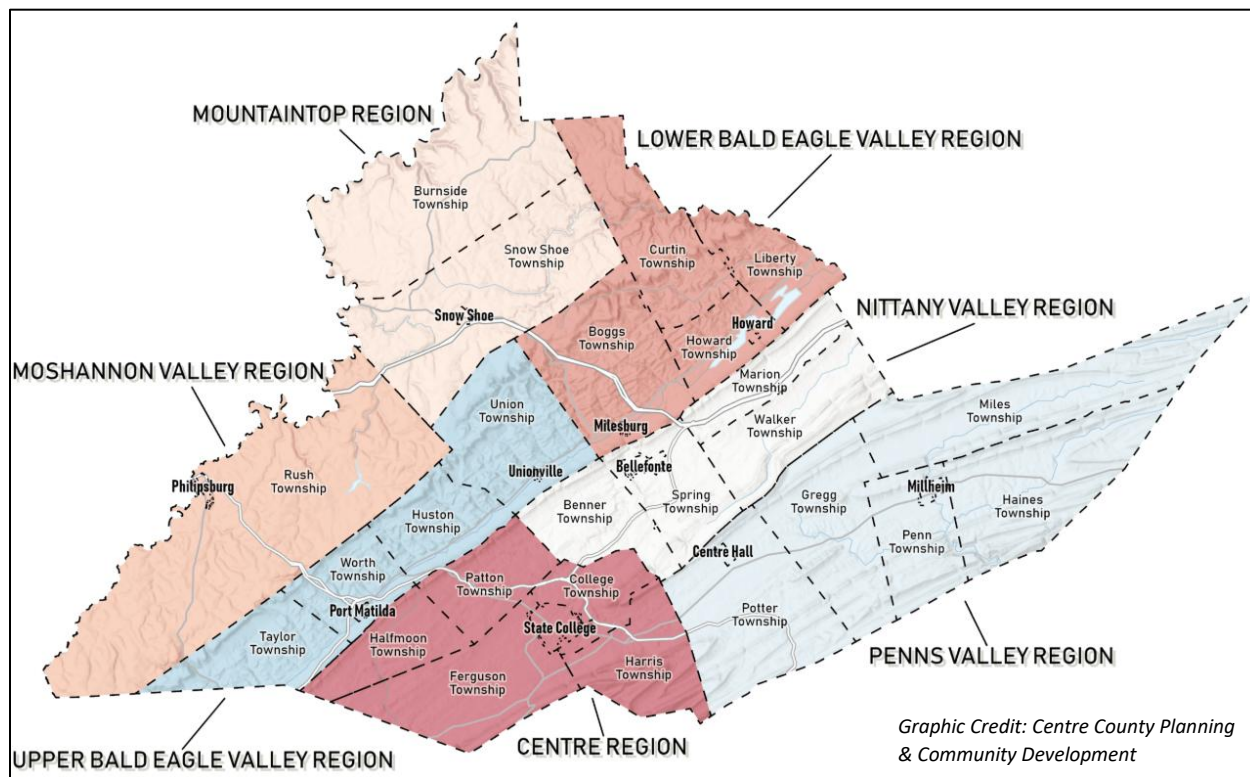 MOUNTAINTOP REGION
LOWER BALD EAGLE VALLEY REGION
Burnside
Township
Snow Shoe
Township
Curtin
Township
Liberty
Township
NITTANY VALLEY REGION
Snow Shoe
Howard
Boggs
Township
Howard
Township
MOSHANNON VALLEY REGION
Marion
Township
Union
Township
Miles
Township
Walker
Township
Milesburg
Rush
Township
Philipsburg
Unionville
Bellefonte
Millheim
Gregg
Township
Spring
Township
Haines
Township
Benner
Township
Huston
Township
Penn
Township
Centre Hall
Worth
Township
Patton
Township
College
Township
Port Matilda
Potter
Township
State College
Taylor
Township
Halfmoon
Township
Harris
Township
PENNS VALLEY REGION
Ferguson
Township
UPPER BALD EAGLE VALLEY REGION
CENTRE REGION
Graphic Credit: Centre County Planning
& Community Development